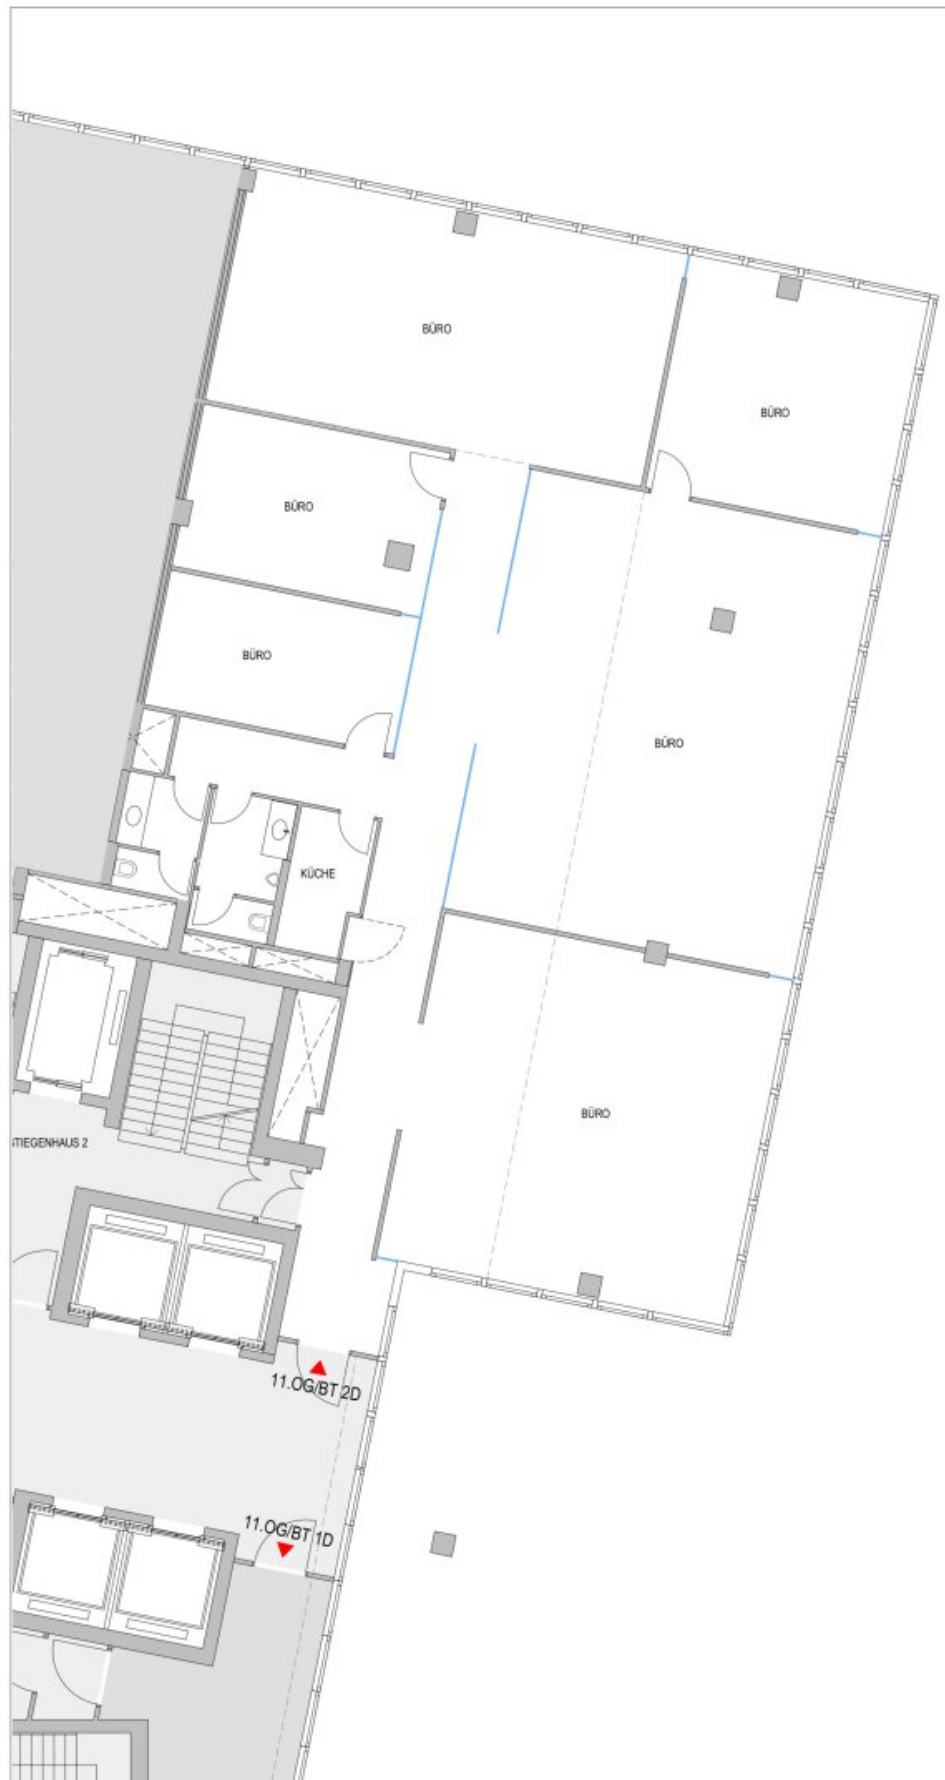 BÜRO
BÜRO
BÜRO
BÜRO
BÜRO
KÜCHE
BÜRO
STIEGENHAUS 2
11.OG/BT 2D
11.OG/BT 1D